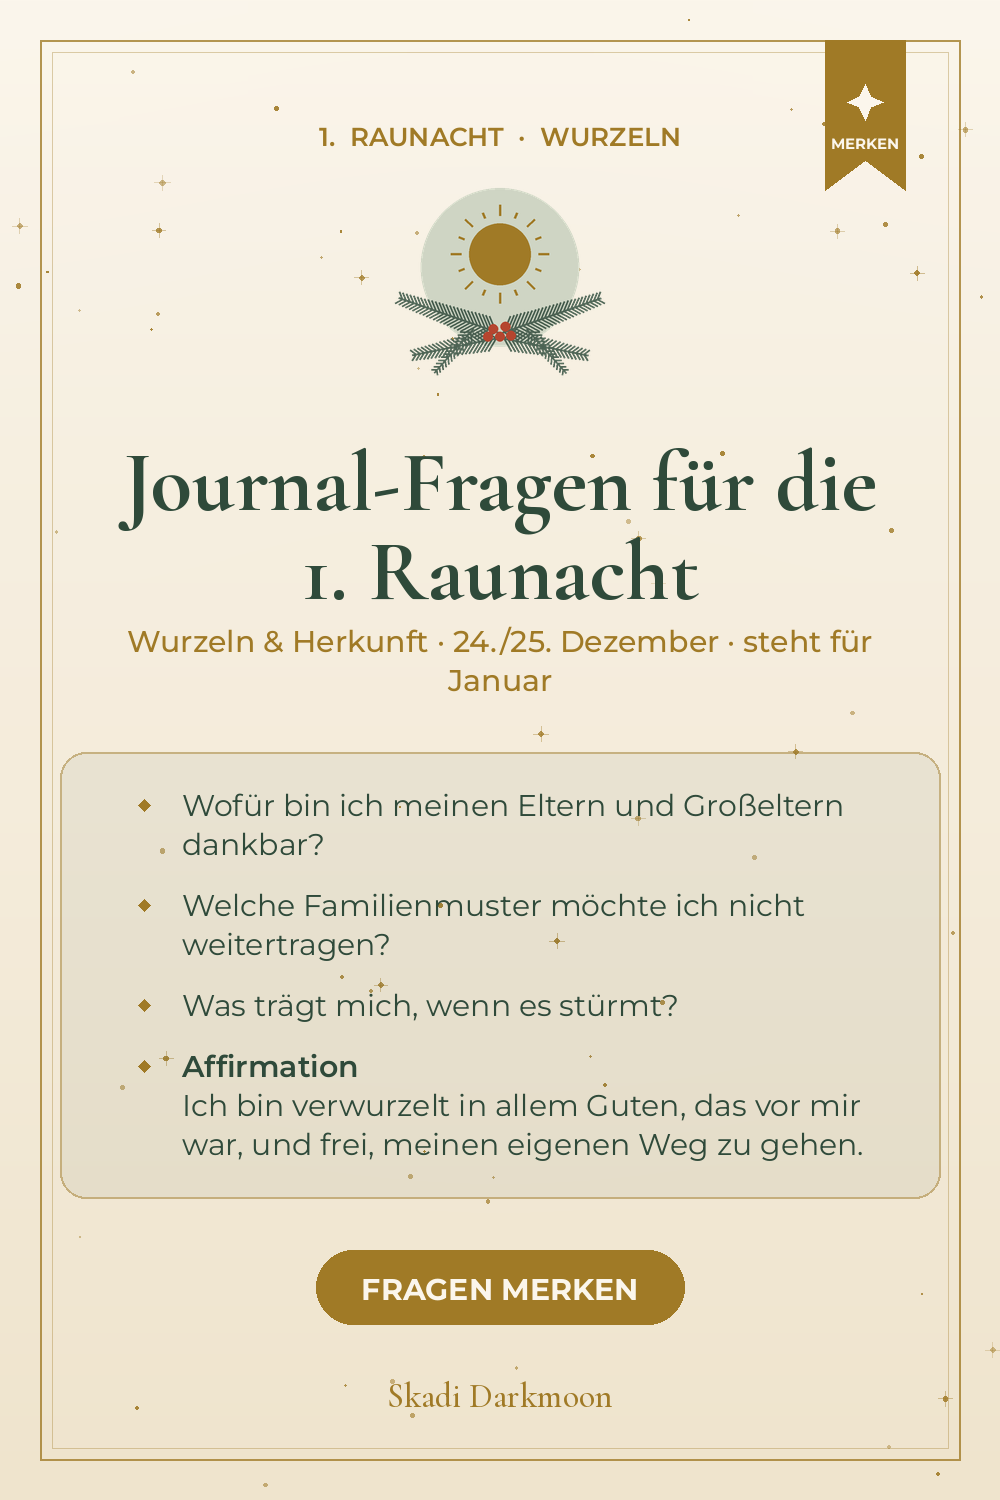 1. RAUNACHT · WURZELN
MERKEN
Journal-Fragen für die
1. Raunacht
Wurzeln & Herkunft · 24./25. Dezember · steht für
Januar
Wofür bin ich meinen Eltern und Großeltern
dankbar?
Welche Familienmuster möchte ich nicht
weitertragen?
Was trägt mich, wenn es stürmt?
Affirmation
Ich bin verwurzelt in allem Guten, das vor mir
war, und frei, meinen eigenen Weg zu gehen.
FRAGEN MERKEN
Skadi Darkmoon